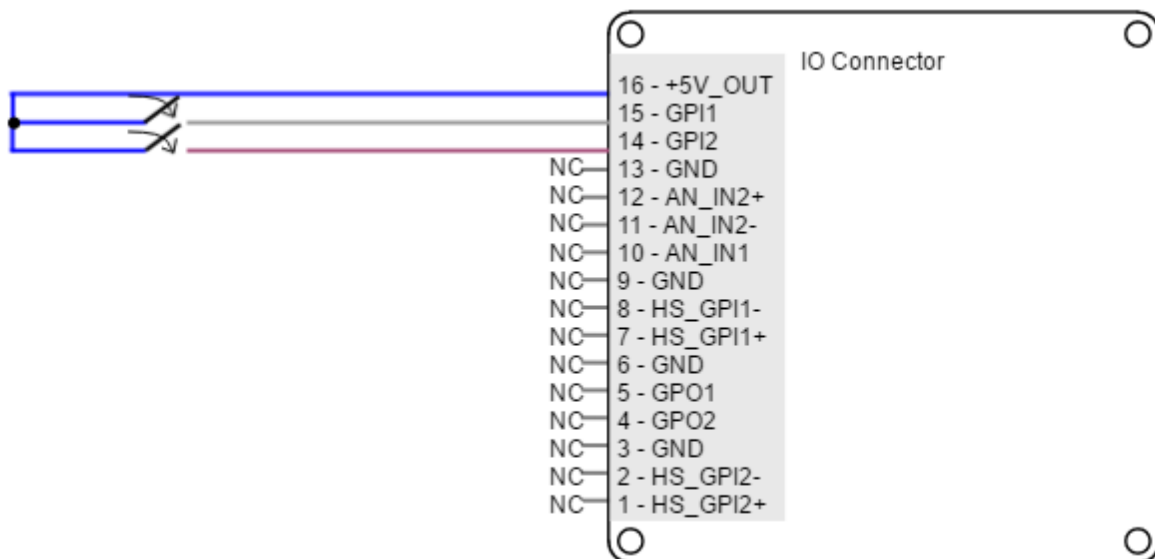 IO Connector
16 - +5V_OUT
15 - GPI1
14 - GPI2
NC 13 - GND
NC 12 - AN_IN2+
NC 11 - AN_IN2-
NC 10 - AN_IN1
NC 9 - GND
NC 8 - HS_GPI1-
NC 7 - HS_GPI1+
NC 6 - GND
NC 5 - GPO1
NC 4 - GPO2
NC 3 - GND
NC 2 - HS_GPI2-
NC 1 - HS_GPI2+